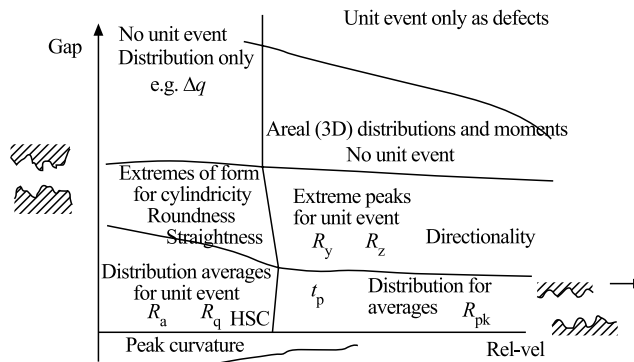 Unit event only as defects
Gap
No unit event
Distribution only
e.g. Δq
Areal (3D) distributions and moments
No unit event
Extremes of form
for cylindricity
Roundness
Straightness
Extreme peaks
for unit event
Ry Rz
Directionality
Distribution averages
for unit event
Ra Rq HSC
tp
Distribution for
averages Rpk
Peak curvature
Rel-vel